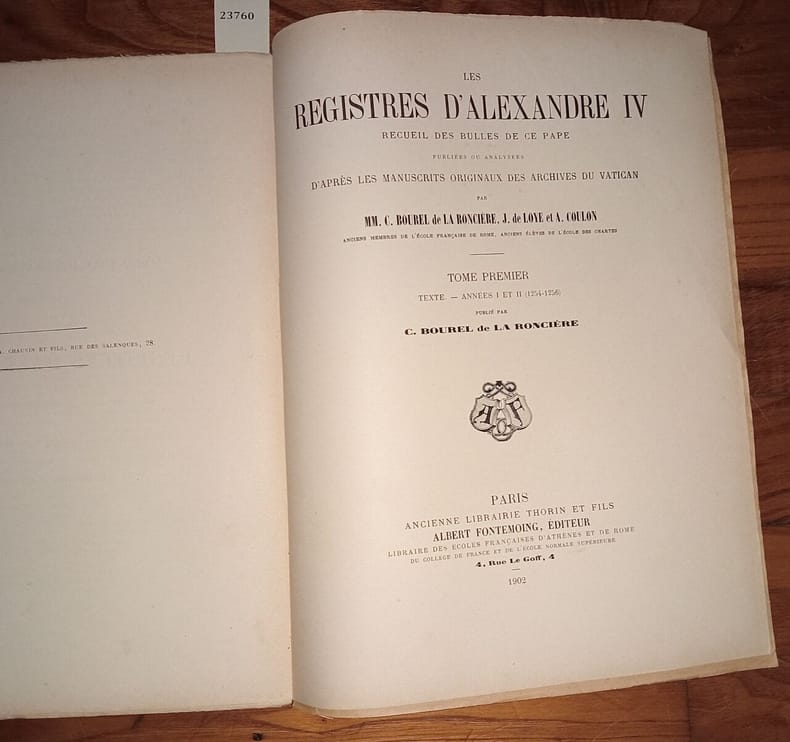 23760
A. CHAUVIN ET FILS, RUE DES SALENQUES, 28.
LES
REGISTRES D'ALEXANDRE IV
RECUEIL DES BULLES DE CE PAPE
PUBLIÉES OU ANALYSÉES
D'APRÈS LES MANUSCRITS ORIGINAUX DES ARCHIVES DU VATICAN
PAR
MM. C. BOUREL de LA RONCIÈRE, J. de LOYE et A. COULON
ANCIENS MEMBRES DE L'ÉCOLE FRANÇAISE DE ROME, ANCIENS ÉLÈVES DE L'ÉCOLE DES CHARTES
TOME PREMIER
TEXTE. — ANNÉES I ET II (1254-1256)
PUBLIÉ PAR
C. BOUREL de LA RONCIÈRE
A F
PARIS
ANCIENNE LIBRAIRIE THORIN ET FILS
ALBERT FONTEMOING, EDITEUR
LIBRAIRE DES ECOLES FRANÇAISES D'ATHÈNES ET DE ROME
DU COLLÈGE DE FRANCE ET DE L'ÉCOLE NORMALE SUPÉRIEURE
4, Rue Le Goff, 4
1902